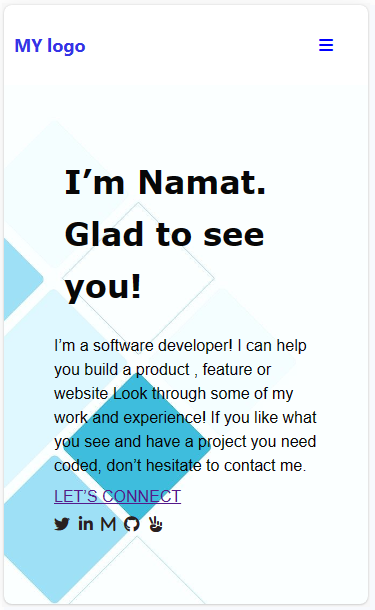 MY logo
I’m Namat.
Glad to see
you!
I’m a software developer! I can help
you build a product , feature or
website Look through some of my
work and experience! If you like what
you see and have a project you need
coded, don’t hesitate to contact me.
LET’S CONNECT